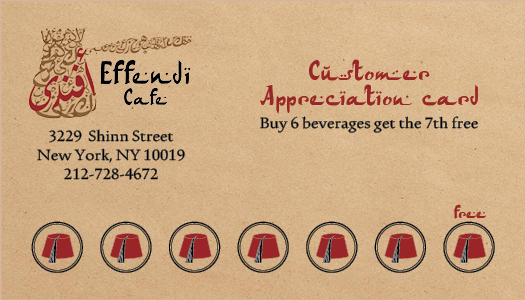 أفندي
Effendi
Cafe
3229 Shinn Street
New York, NY 10019
212-728-4672
Customer
Appreciation card
Buy 6 beverages get the 7th free
free